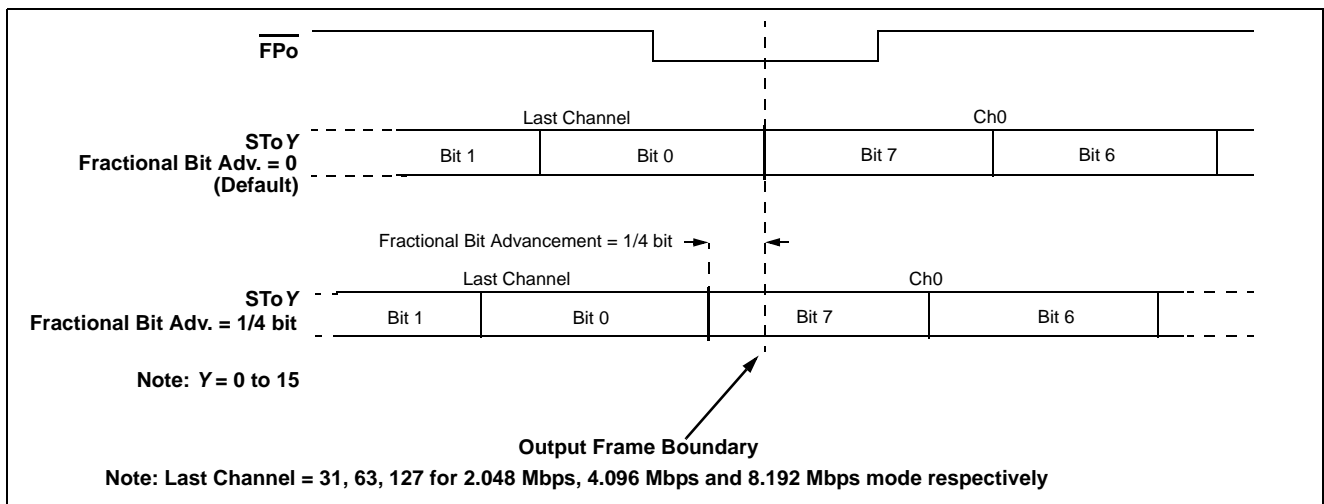 FPo
Last Channel Ch0
SToY
Fractional Bit Adv. = 0
(Default)
Bit 1 Bit 0 Bit 7 Bit 6
Fractional Bit Advancement = 1/4 bit
Last Channel Ch0
SToY
Fractional Bit Adv. = 1/4 bit
Bit 1 Bit 0 Bit 7 Bit 6
Note: Y = 0 to 15
Output Frame Boundary
Note: Last Channel = 31, 63, 127 for 2.048 Mbps, 4.096 Mbps and 8.192 Mbps mode respectively